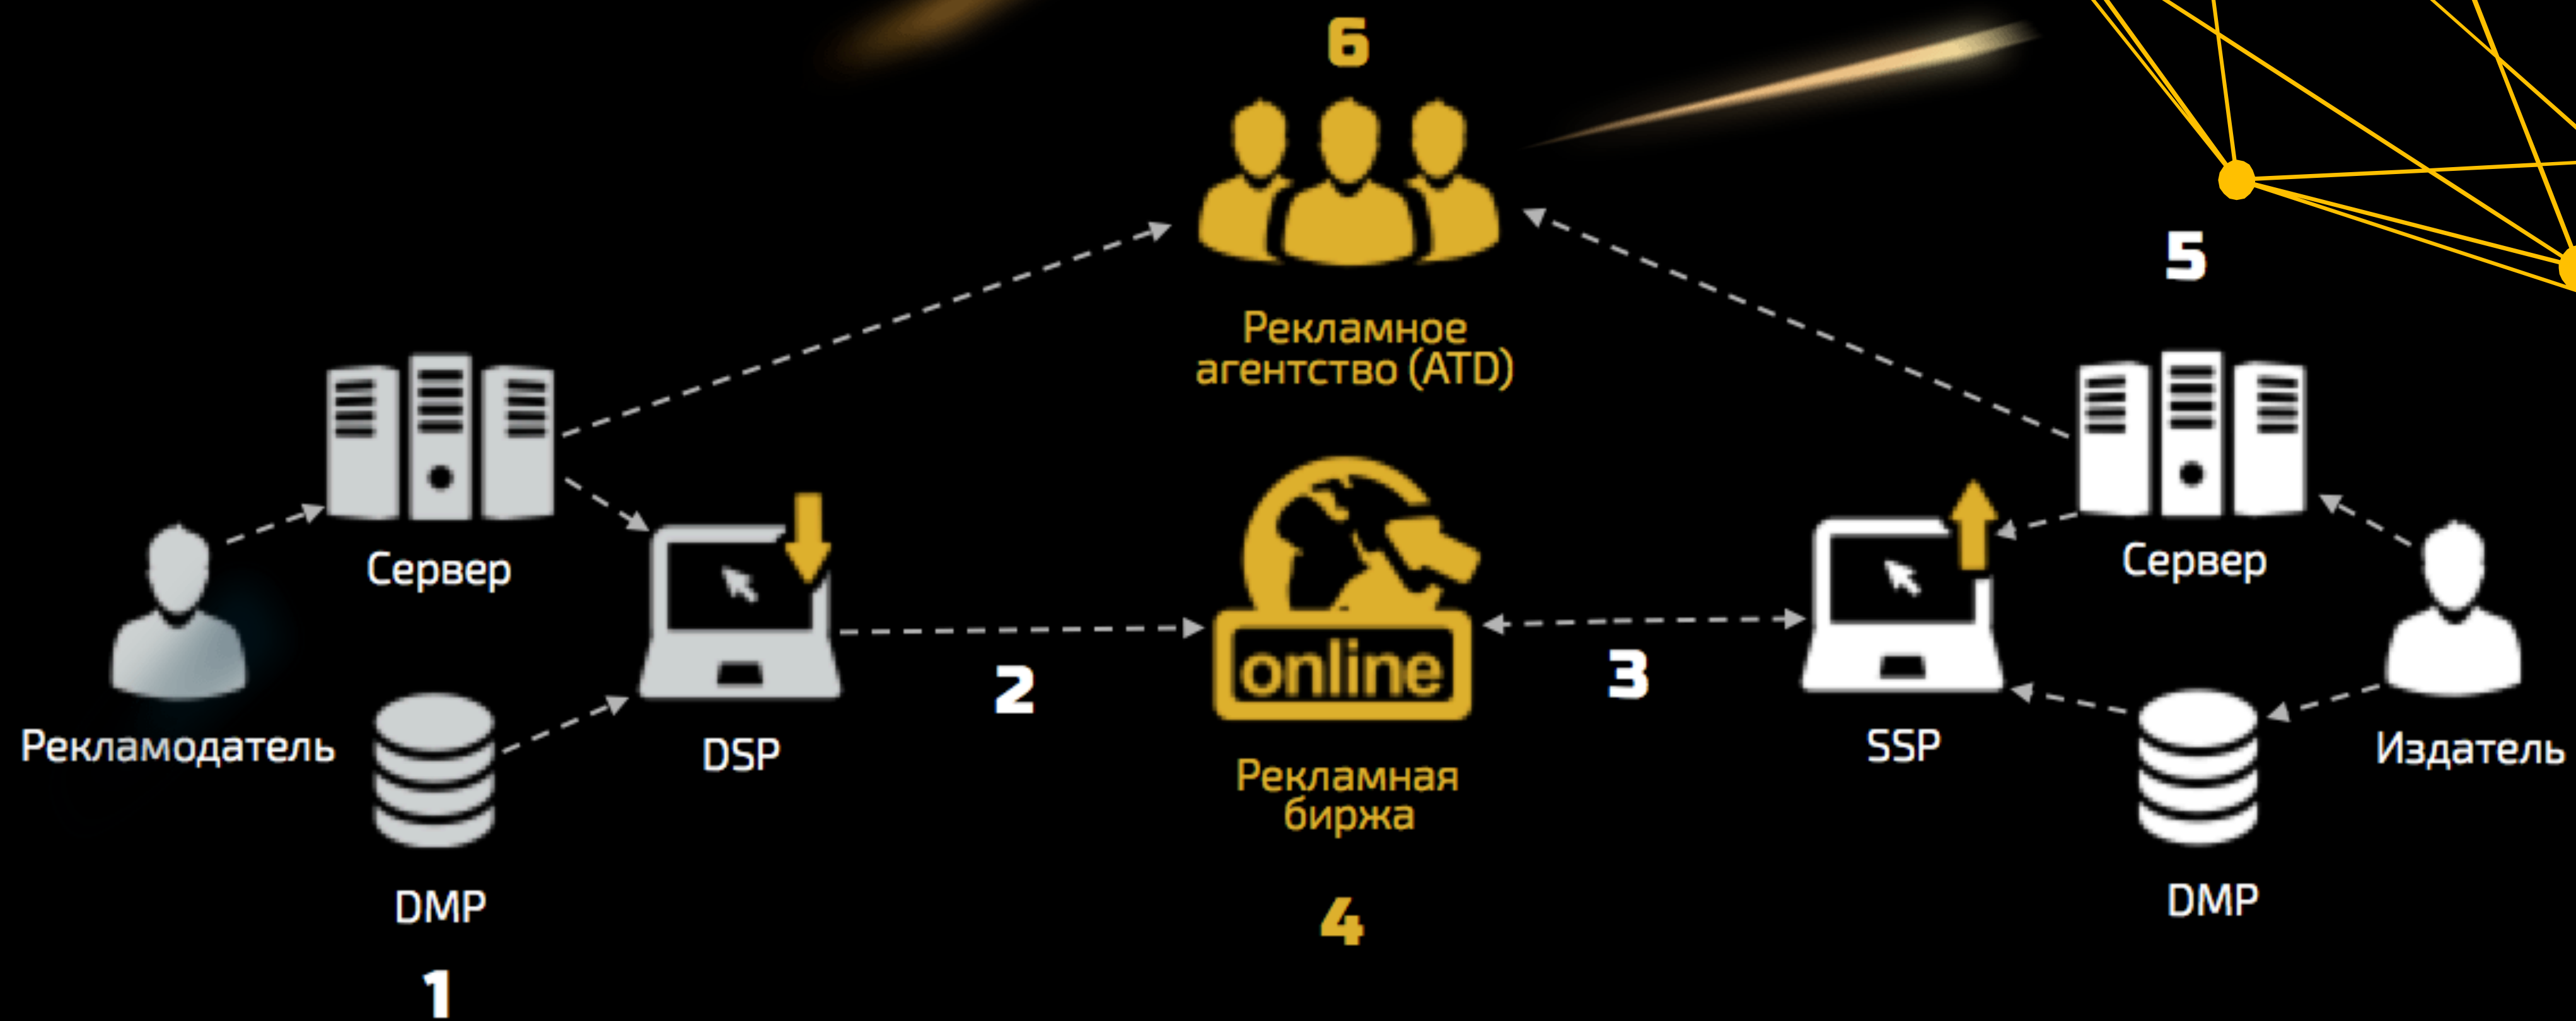 6
Рекламное
агентство (ATD)
5
Сервер
Сервер
online
2
3
Рекламодатель
DSP
SSP
Издатель
Рекламная
биржа
DMP
DMP
4
1